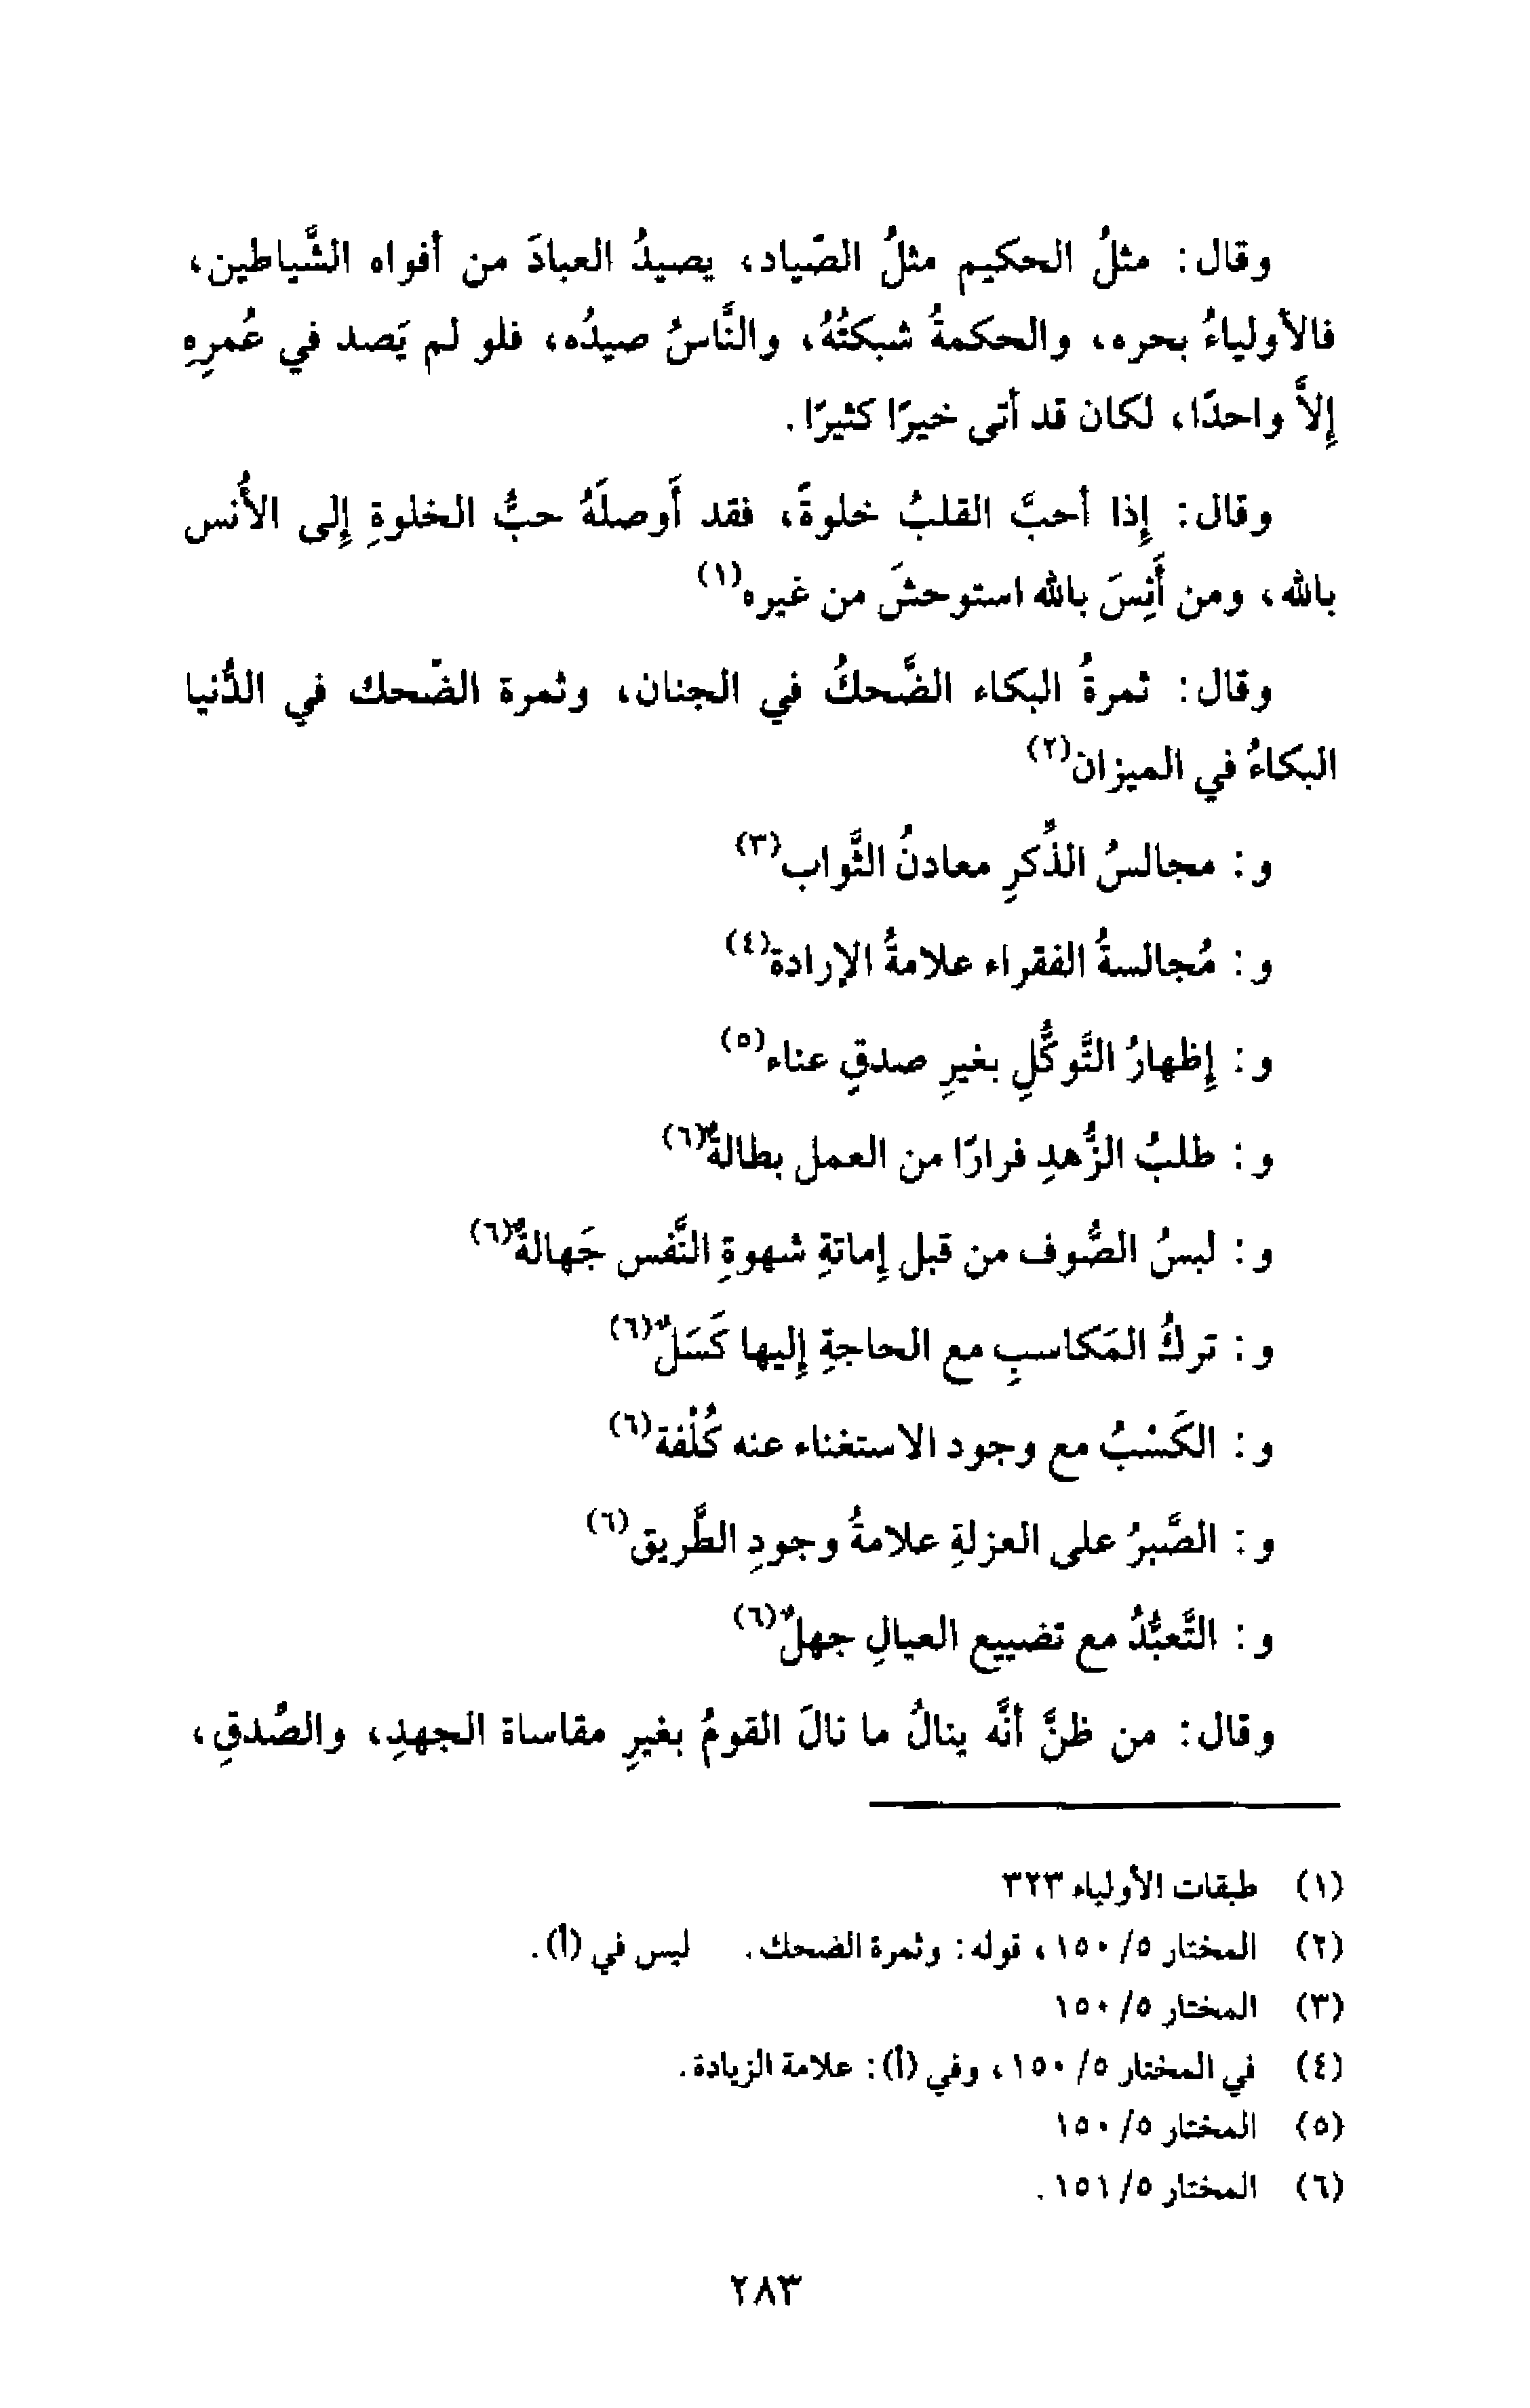 وقال: مثلُ الحكيم مثلُ الصّياد، يصيدُ العبادَ من أفواه الشَّياطين،
فالأولياءُ بحره، والحكمةُ شبكتُهُ، والنَّاسُ صيدُه، فلو لم يَصد في عُمرِهِ
إلاَّ واحدًا، لكان قد أتى خيرًا كثيرًا.
وقال: إذا أحبَّ القلبُ خلوةً، فقد أَوصلَهُ حبُّ الخلوةِ إلى الأُنس
بالله، ومن أَنِسَ بالله استوحشَ من غيره(١)
وقال: ثمرةُ البكاء الضَّحكُ في الجنان، وثمرة الضّحك في الدُّنيا
البكاءُ في الميزان(٢)
و: مجالسُ الذِّكرِ معادنُ الثَّواب(٣)
و: مُجالسةُ الفقراء علامةُ الإرادة(٤)
و: إظهارُ التَّوكُّلِ بغيرِ صدقٍ عناء(٥)
و: طلبُ الزُّهدِ فرارًا من العمل بطالةٌ(٦)
و: لبسُ الصُّوف من قبل إماتةِ شهوةِ النَّفس جَهالةٌ(٦)
و: تركُ المَكاسبِ مع الحاجةِ إليها كَسَلٌ(٦)
و: الكَسْبُ مع وجود الاستغناء عنه كُلْفة(٦)
و: الصَّبرُ على العزلةِ علامةُ وجودِ الطَّريق(٦)
و: التَّعبُّدُ مع تضييع العيالِ جهلٌ(٦)
وقال: من ظنَّ أنَّه ينالُ ما نالَ القومُ بغيرِ مقاساة الجهدِ، والصِّدقِ،
(١) طبقات الأولياء ٣٢٣
(٢) المختار ٥/ ١٥٠، قوله: وثمرة الضحك. ليس في (أ).
(٣) المختار ٥/ ١٥٠
(٤) في المختار ٥/ ١٥٠، وفي (أ): علامة الزيادة.
(٥) المختار ٥/ ١٥٠
(٦) المختار ٥/ ١٥١.
٢٨٣